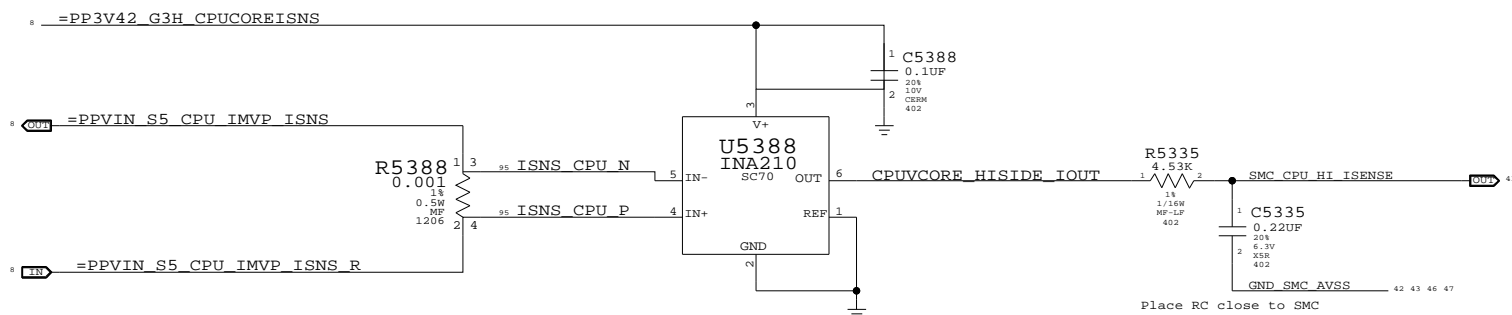 8 =PP3V42_G3H_CPUCOREISNS
1 C5388
0.1UF
20%
10V
2 CERM
402
8 OUT =PPVIN_S5_CPU_IMVP_ISNS
3
V+
U5388
INA210
SC70
R5388 1 3
0.001
1%
0.5W
MF
1206 2 4
95 ISNS_CPU_N 5 IN-
95 ISNS_CPU_P 4 IN+
OUT 6 CPUVCORE_HISIDE_IOUT
REF 1
GND
2
R5335
4.53K
1 2
1%
1/16W
MF-LF
402
SMC_CPU_HI_ISENSE OUT
1 C5335
0.22UF
20%
2 6.3V
X5R
402
8 IN =PPVIN_S5_CPU_IMVP_ISNS_R
GND_SMC_AVSS 42 43 46 47
Place RC close to SMC